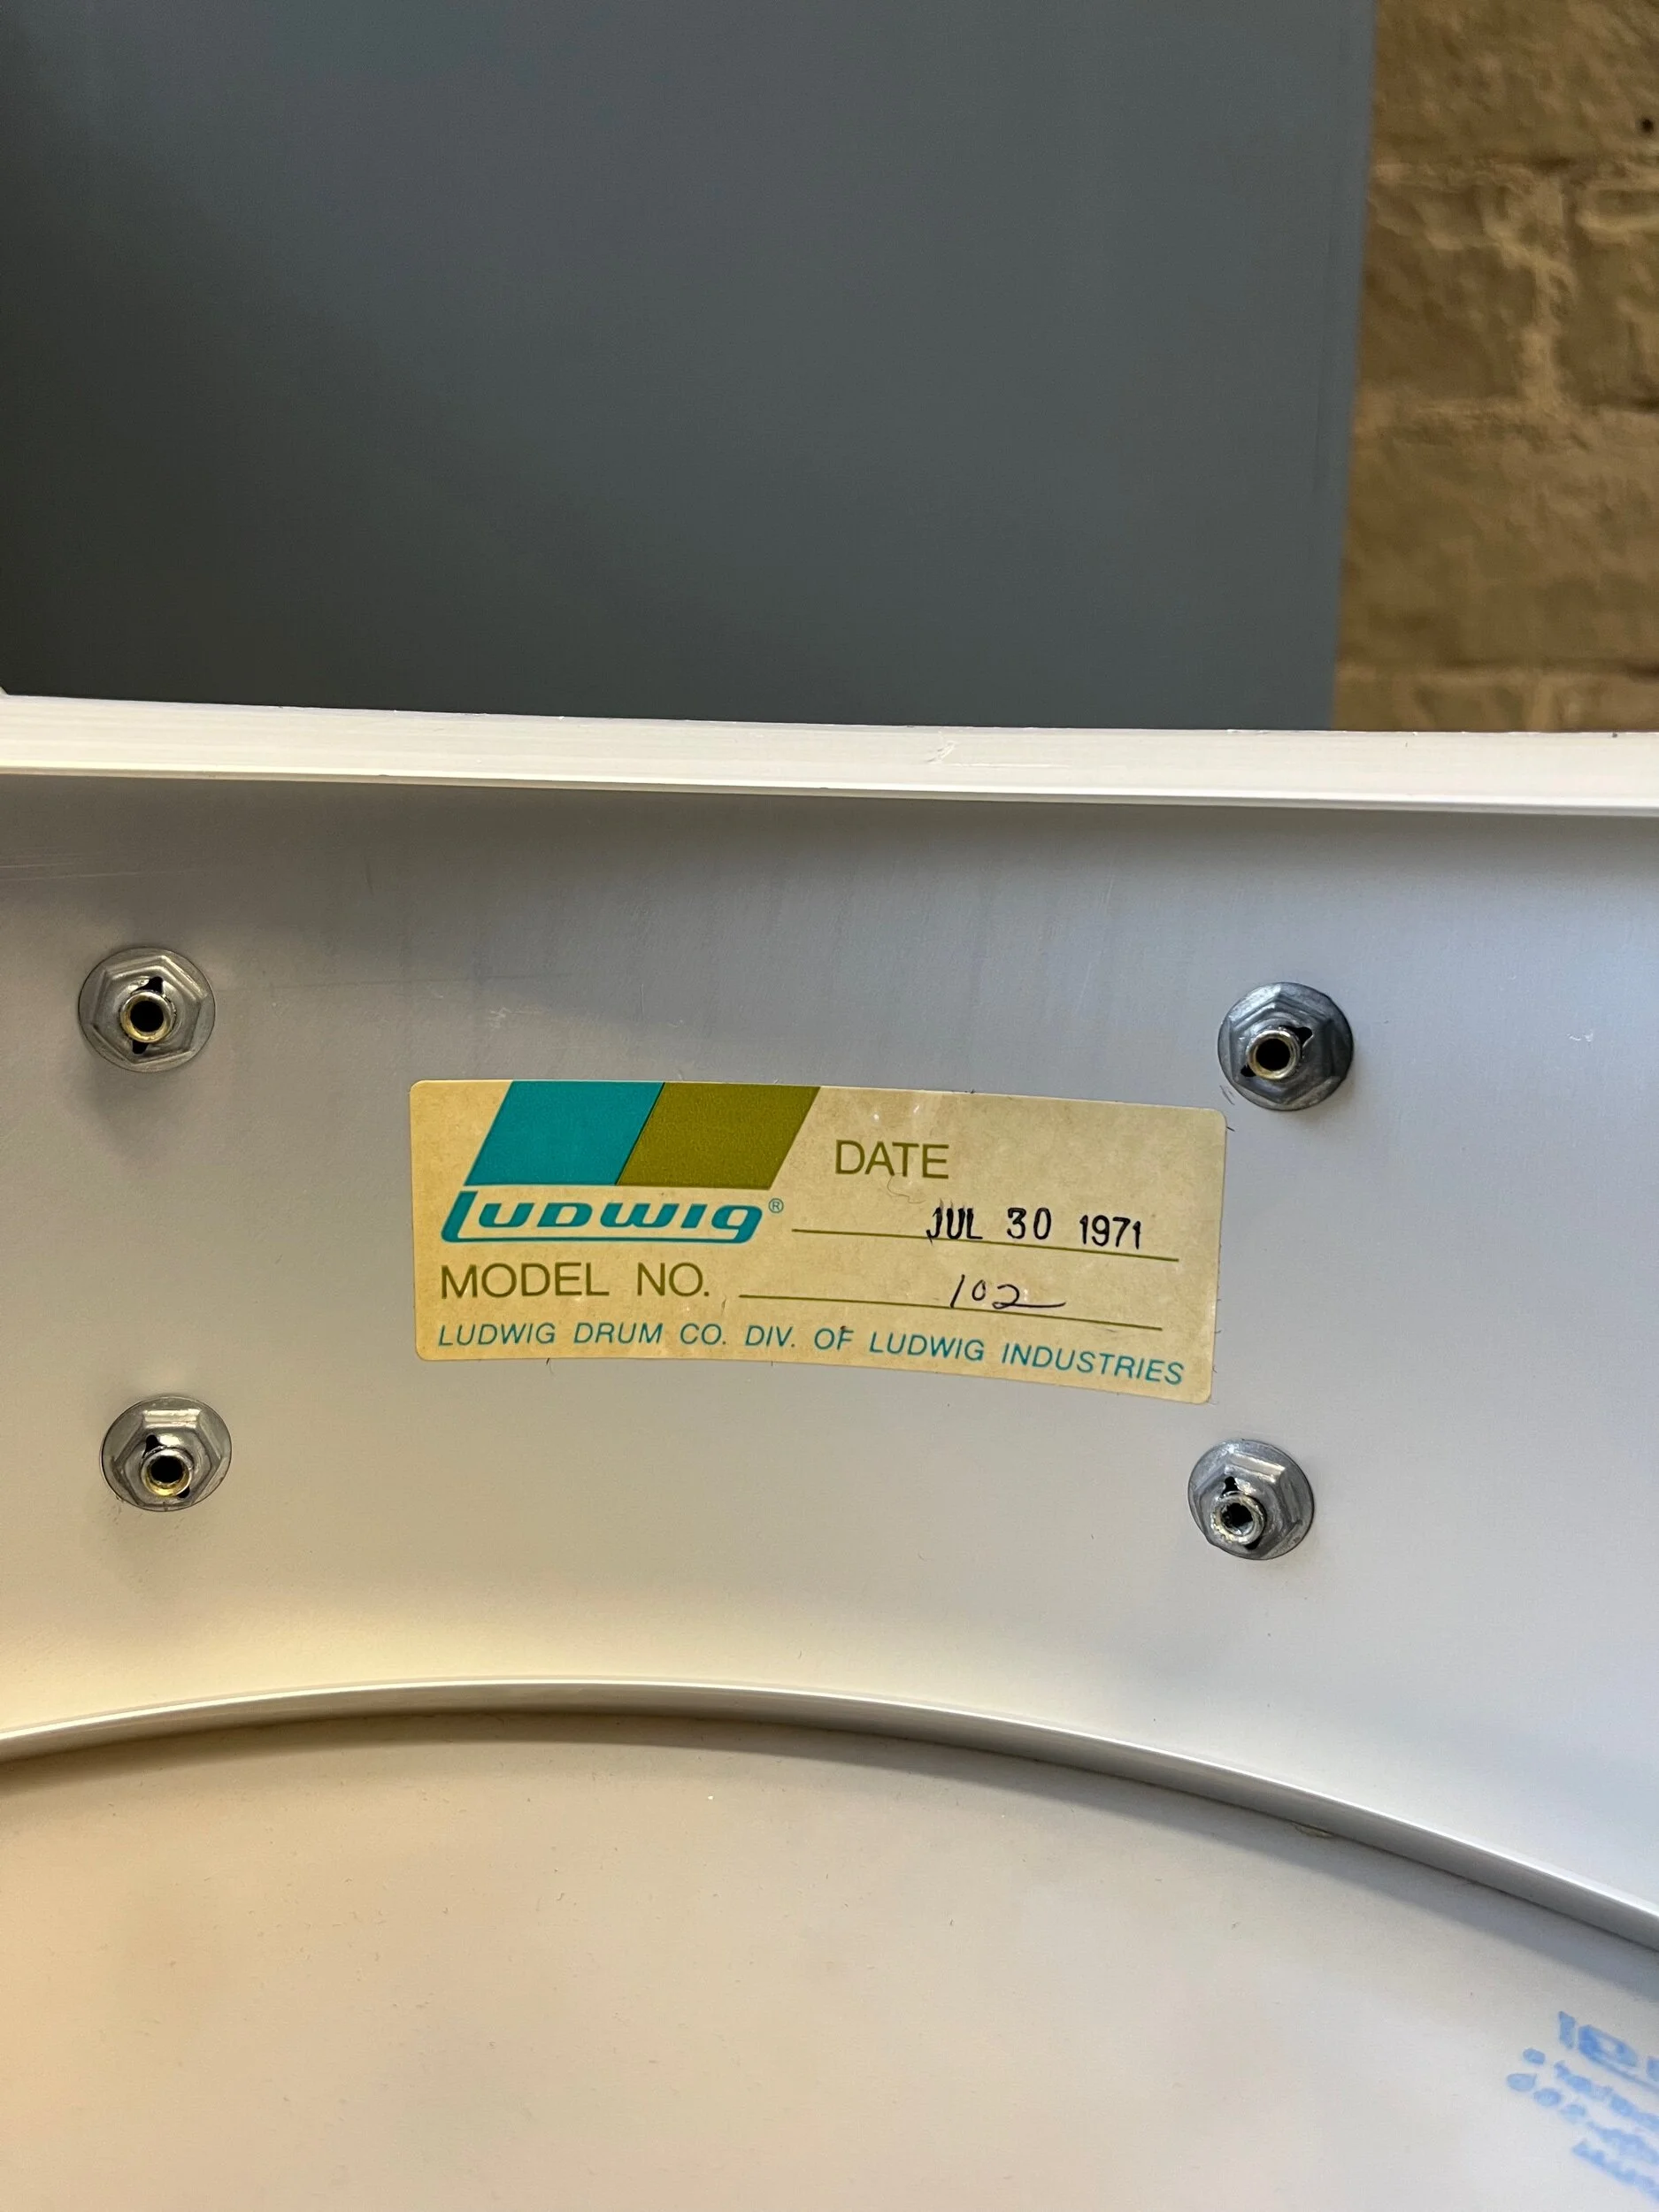 DATE
Ludwig®
JUL 30 1971
MODEL NO. 102
LUDWIG DRUM CO. DIV. OF LUDWIG INDUSTRIES